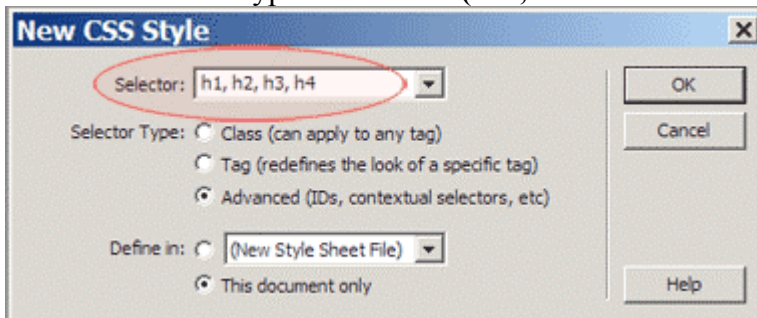 New CSS Style
Selector: h1, h2, h3, h4
OK
Selector Type: Class (can apply to any tag)
Cancel
Tag (redefines the look of a specific tag)
Advanced (IDs, contextual selectors, etc)
Define in: (New Style Sheet File)
This document only
Help